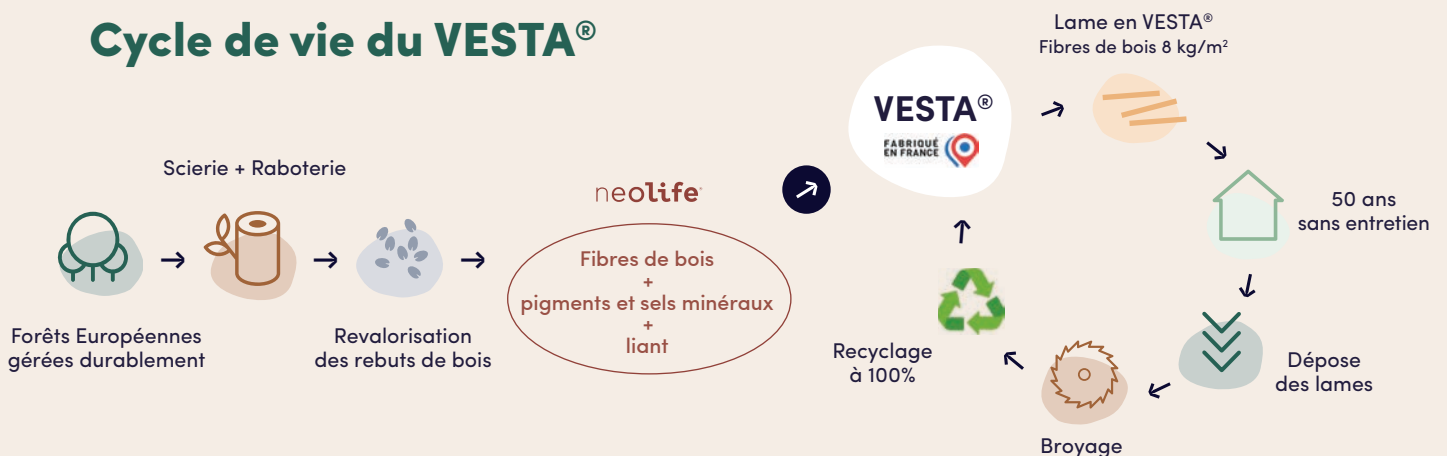 Cycle de vie du VESTA®
Scierie + Raboterie
Forêts Européennes
gérées durablement
Revalorisation
des rebuts de bois
neolife®
Fibres de bois
+
pigments et sels minéraux
+
liant
VESTA®
FABRIQUÉ
EN FRANCE
Lame en VESTA®
Fibres de bois 8 kg/m²
50 ans
sans entretien
Dépose
des lames
Broyage
Recyclage
à 100%